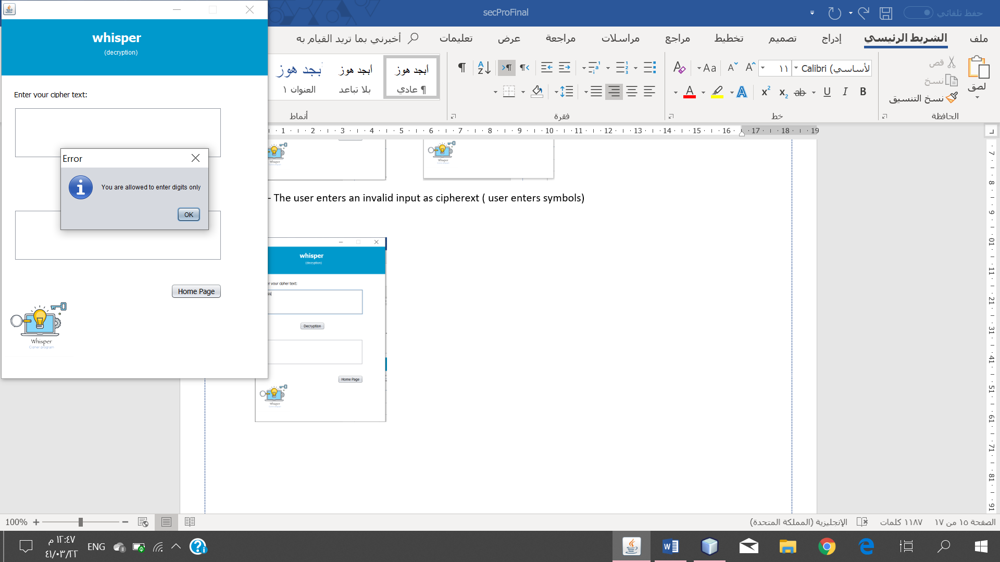 whisper
(decryption)
Enter your cipher text:
Error
You are allowed to enter digits only
OK
Home Page
Whisper
Cipher program
secProFinal
حفظ تلقائي
ملف
الشريط الرئيسي
إدراج
تصميم
تخطيط
مراجع
مراسلات
مراجعة
عرض
تعليمات
أخبرني بما تريد القيام به
لصق
قص
نسخ
نسخ التنسيق
الحافظة
Calibri (الأساسي
١١
Aa
خط
فقرة
أبجد هوز
¶ عادي
أبجد هوز
بلا تباعد
أبجد هوز
العنوان ١
أنماط
1 2 3 4 5 6 7 8 9 10 11 12 13 14 15 16 17 18 19
Whisper
Whisper
- The user enters an invalid input as cipherext ( user enters symbols)
whisper
(decryption)
r your cipher text:
Decryption
Home Page
Whisper
الصفحة ١٥ من ١٧
١١٨٧ كلمات
الإنجليزية (المملكة المتحدة)
100%
١٢:٤٧ م
٤١/٠٣/٢٢
ENG